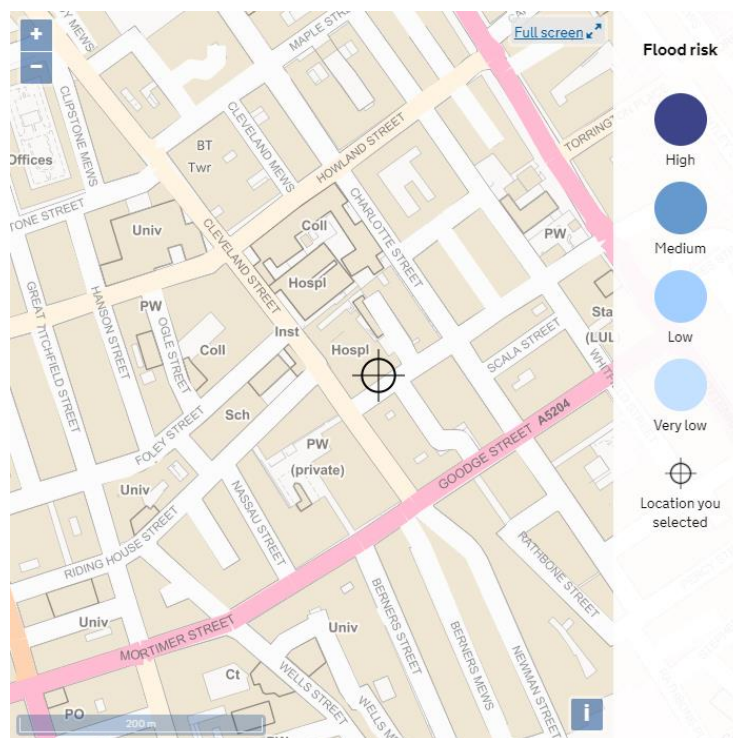 +
−
Full screen
MEWS
MAPLE STREET
CLIPSTONE MEWS
CLEVELAND MEWS
HOWLAND STREET
BT
Twr
Offices
STREET
Univ
CLEVELAND STREET
Coll
CHARLOTTE STREET
PW
Hospl
GREAT TITCHFIELD STREET
HANSON STREET
PW
OGLE STREET
Coll
Inst
Hospl
SCALA STREET
Sta
(LUL)
FOLEY STREET
Sch
PW
(private)
GOODGE STREET
A5204
Univ
NASSAU STREET
RIDING HOUSE STREET
RATHBONE STREET
Univ
MORTIMER STREET
Univ
BERNERS STREET
BERNERS MEWS
NEWMAN STREET
Ct
WELLS STREET
WELLS
PO
200 m
i
Flood risk
High
Medium
Low
Very low
Location you
selected